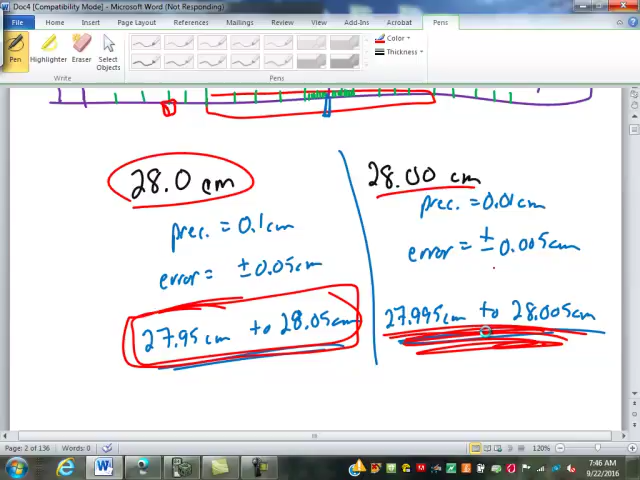 Doc4 [Compatibility Mode] - Microsoft Word (Not Responding)
File Home Insert Page Layout References Mailings Review View Add-Ins Acrobat Pens
Pen Highlighter Eraser Select Objects
Color
Thickness
Write
Pens
28.0 cm
prec. = 0.1cm
error = ±0.05cm
27.95 cm to 28.05cm
28.00 cm
prec. = 0.01cm
error = ± 0.005cm
27.995cm to 28.005cm
Page: 2 of 136 Words: 0 120%
7:46 AM
9/22/2016